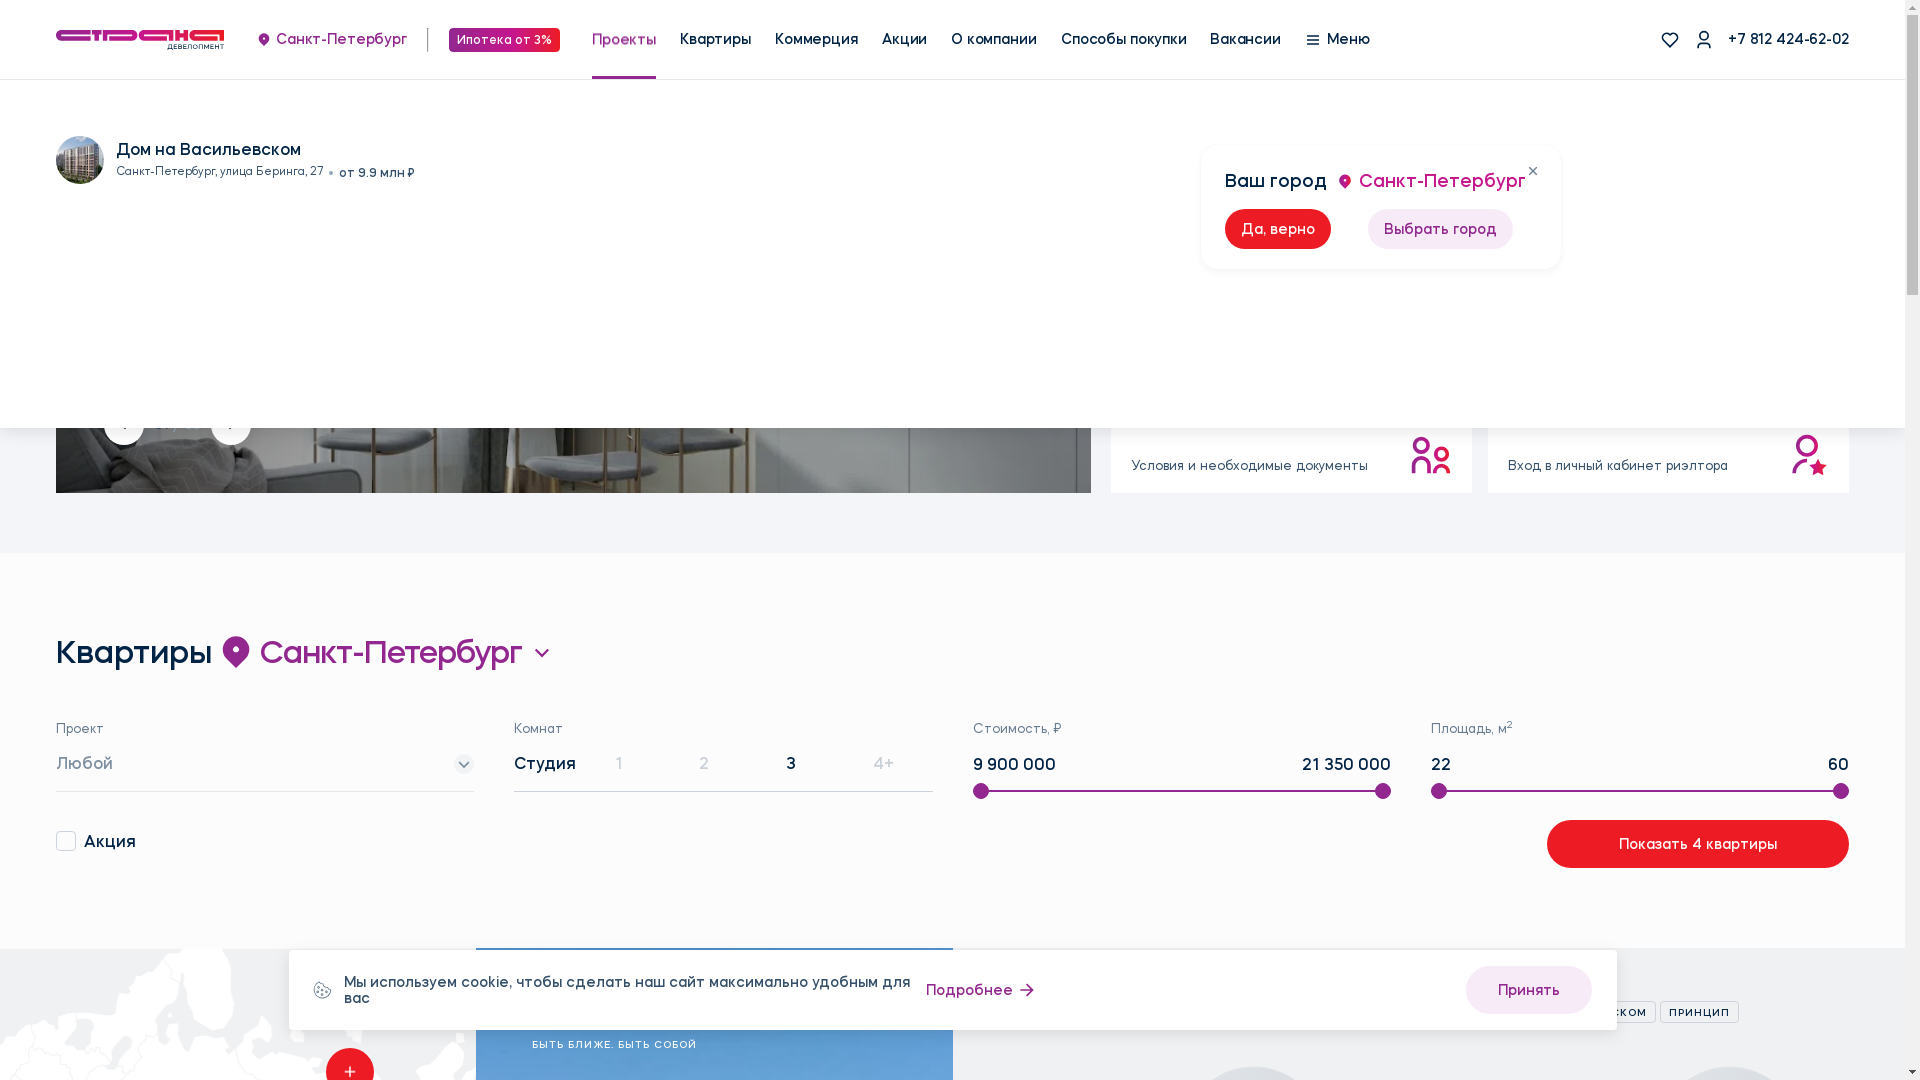 страна
ДЕВЕЛОПМЕНТ
Санкт-Петербург
Ипотека от 3%
Проекты
Квартиры
Коммерция
Акции
О компании
Способы покупки
Вакансии
Меню
+7 812 424-62-02
Дом на Васильевском
Санкт-Петербург, улица Беринга, 27 • от 9.9 млн ₽
Ваш город Санкт-Петербург
Да, верно
Выбрать город
Условия и необходимые документы
Вход в личный кабинет риэлтора
Квартиры Санкт-Петербург
Проект
Любой
Комнат
Студия 1 2 3 4+
Стоимость, ₽
9 900 000 21 350 000
Площадь, м2
22 60
Акция
Показать 4 квартиры
Мы используем cookie, чтобы сделать наш сайт максимально удобным для
вас
Подробнее
Принять
СКОМ
ПРИНЦИП
БЫТЬ БЛИЖЕ. БЫТЬ СОБОЙ